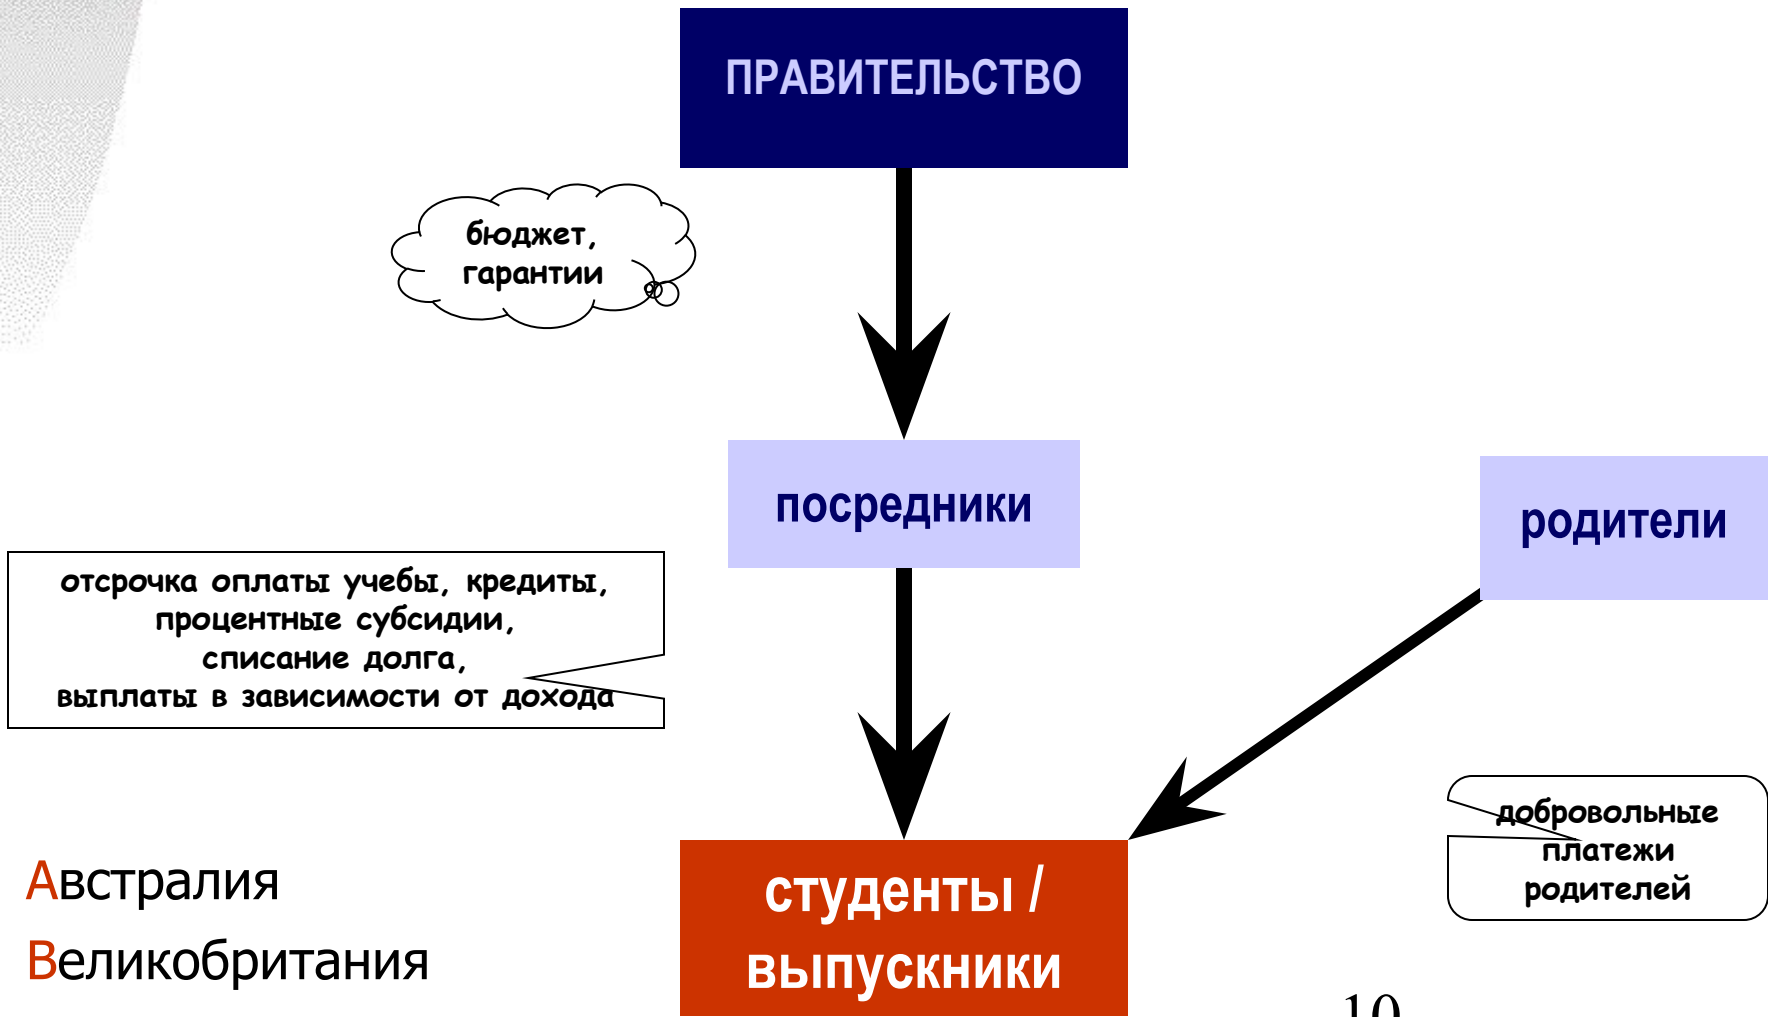 ПРАВИТЕЛЬСТВО
бюджет,
гарантии
посредники
родители
отсрочка оплаты учебы, кредиты,
процентные субсидии,
списание долга,
выплаты в зависимости от дохода
добровольные
платежи
родителей
Австралия
Великобритания
студенты /
выпускники
10